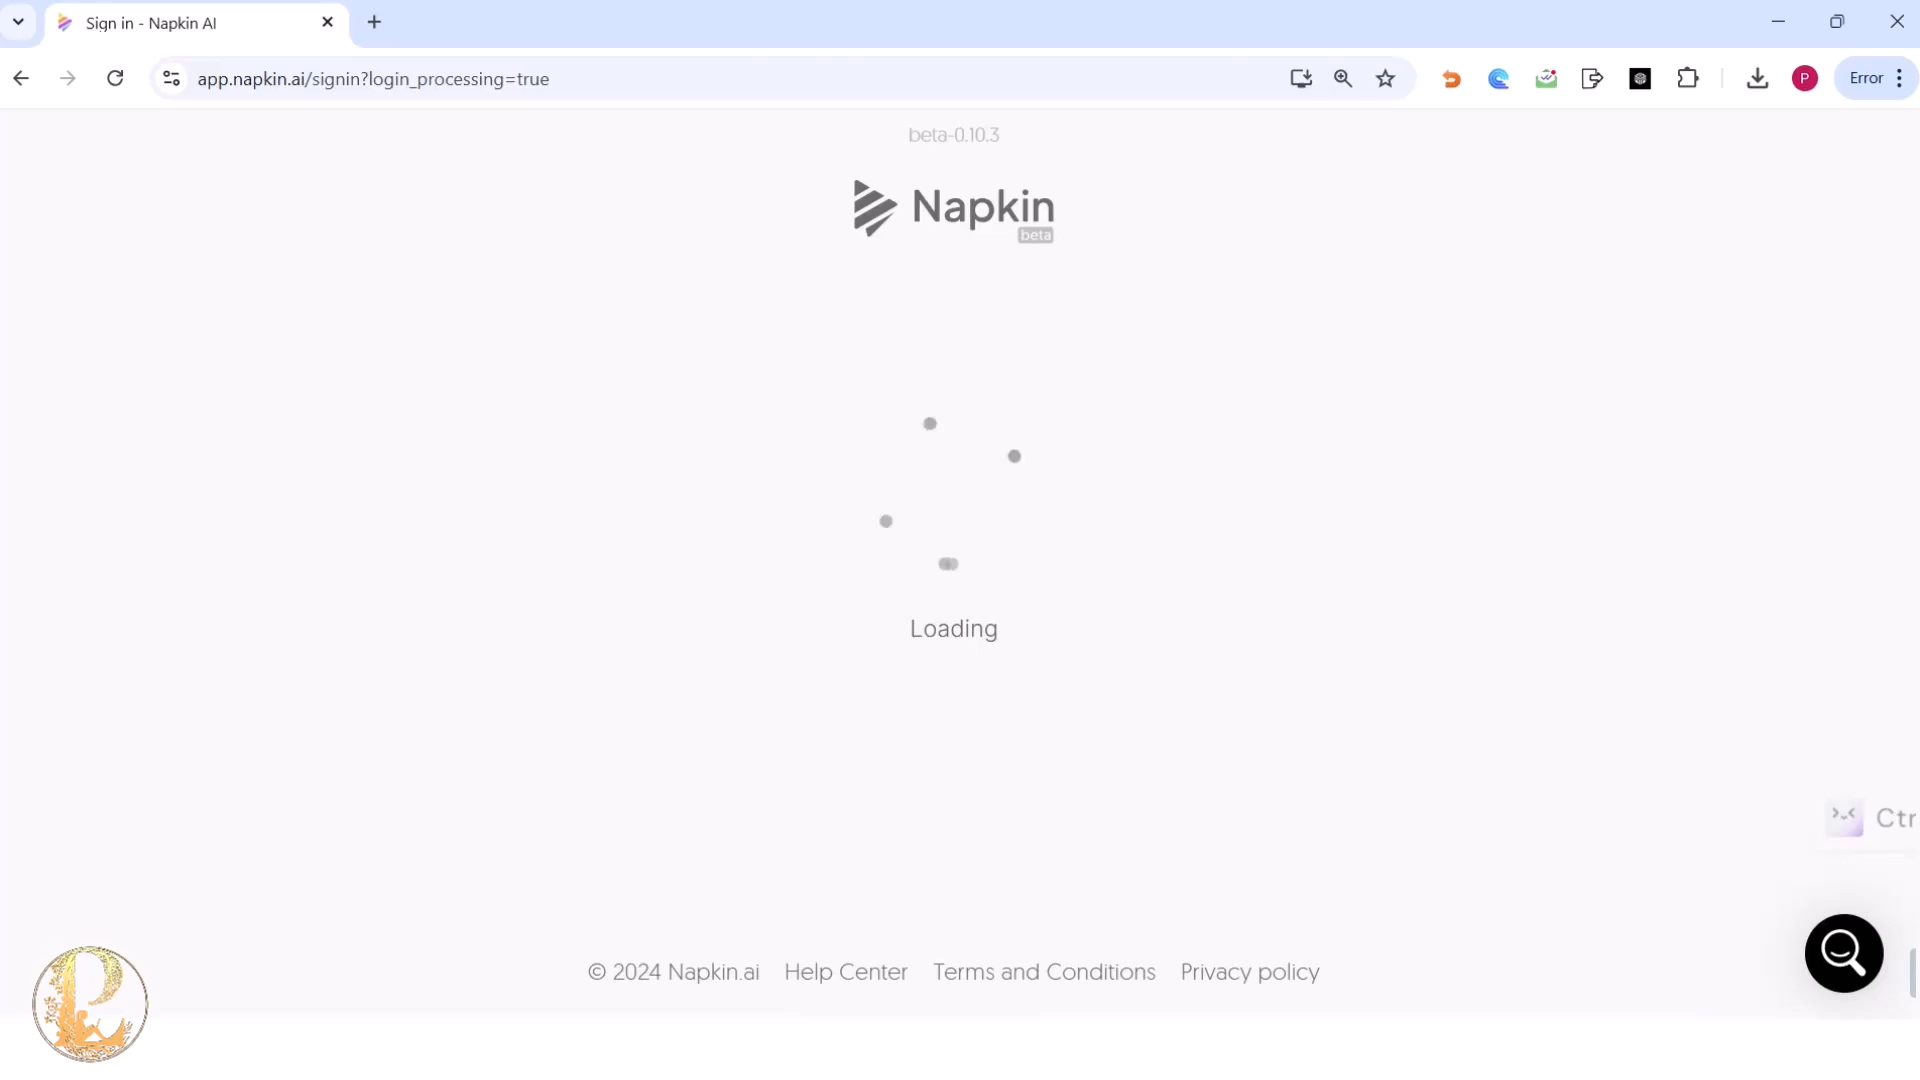 Sign in - Napkin AI
app.napkin.ai/signin?login_processing=true
P
Error
beta-0.10.3
Napkin
beta
Loading
Ctr
© 2024 Napkin.ai Help Center Terms and Conditions Privacy policy